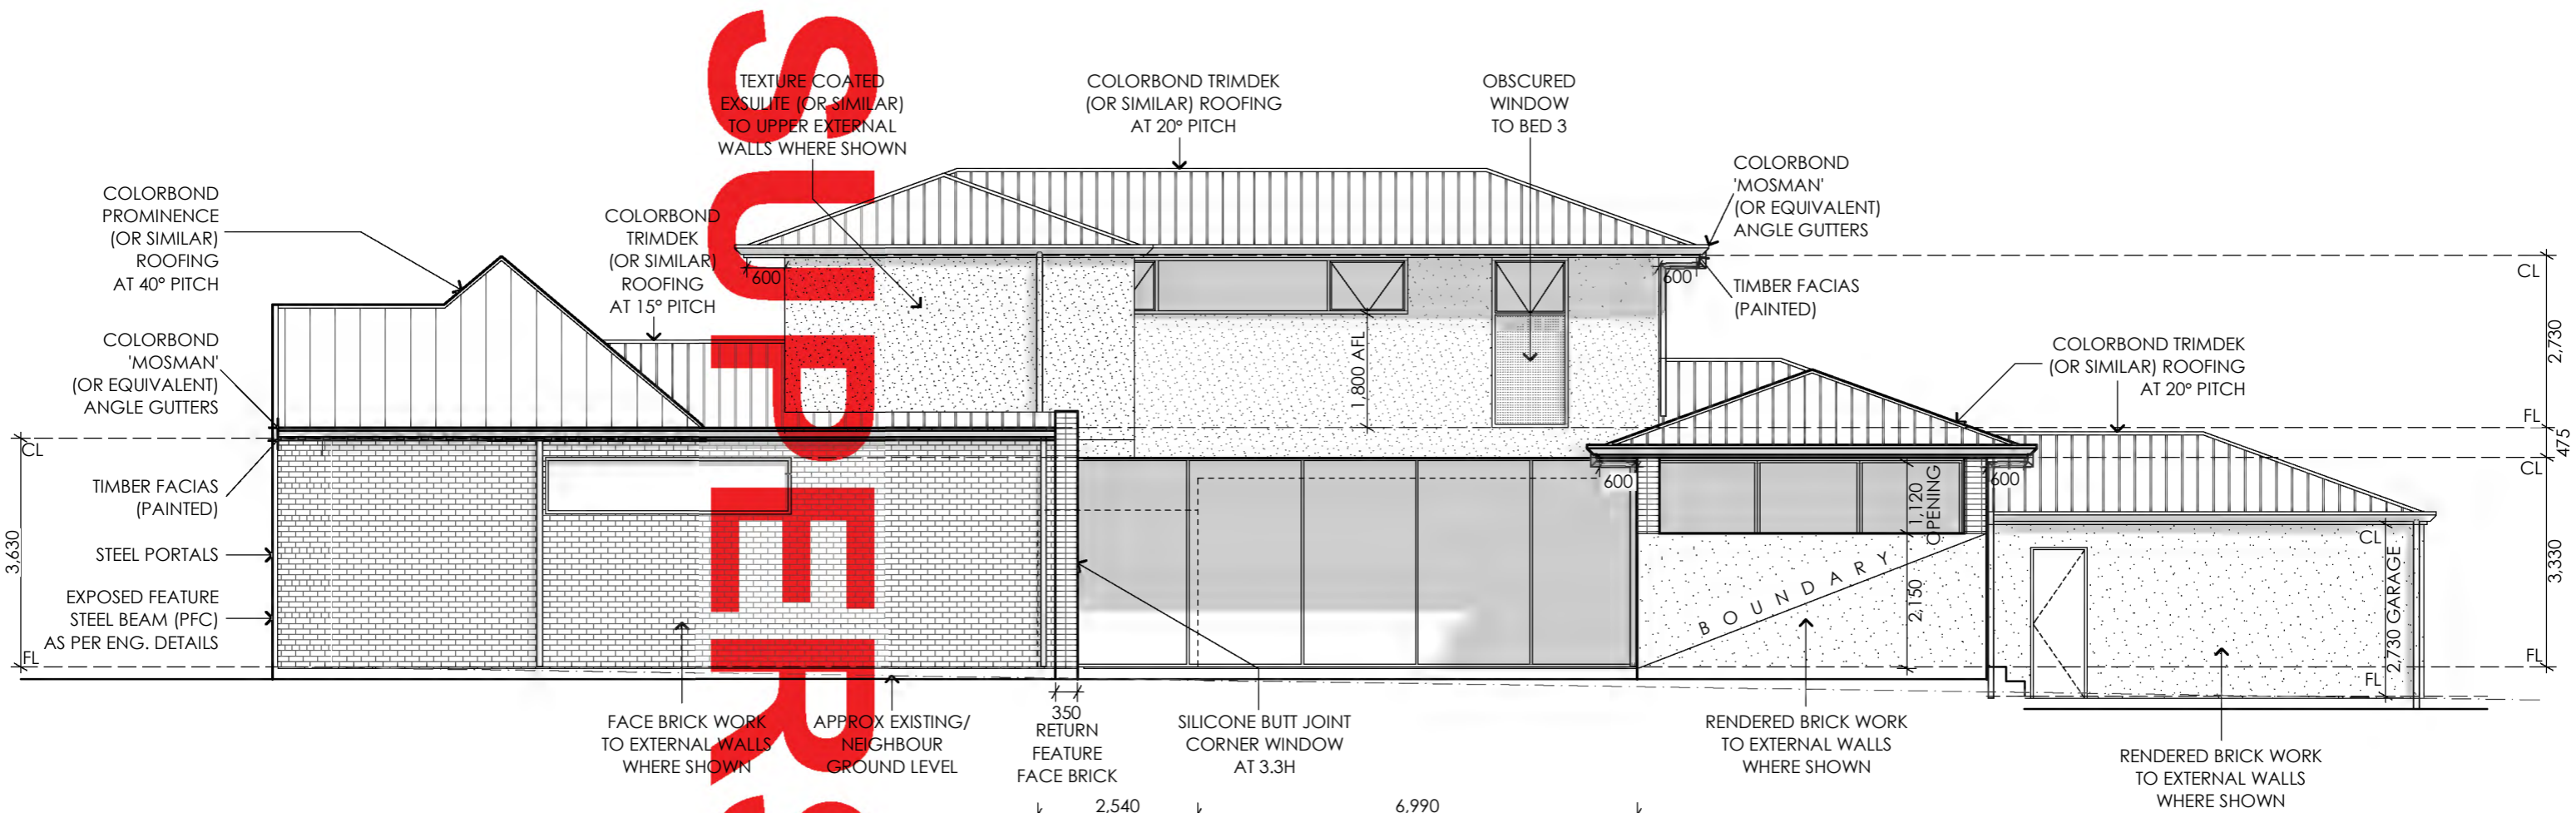 TEXTURE COATED
EXSULITE (OR SIMILAR)
TO UPPER EXTERNAL
WALLS WHERE SHOWN
COLORBOND TRIMDEK
(OR SIMILAR) ROOFING
AT 20° PITCH
OBSCURED
WINDOW
TO BED 3
COLORBOND
'MOSMAN'
(OR EQUIVALENT)
ANGLE GUTTERS
COLORBOND
PROMINENCE
(OR SIMILAR)
ROOFING
AT 40° PITCH
COLORBOND
TRIMDEK
(OR SIMILAR)
ROOFING
AT 15° PITCH
600
600
TIMBER FACIAS
(PAINTED)
CL
2,730
COLORBOND
'MOSMAN'
(OR EQUIVALENT)
ANGLE GUTTERS
1,800 AFL
COLORBOND TRIMDEK
(OR SIMILAR) ROOFING
AT 20° PITCH
FL
475
CL
CL
TIMBER FACIAS
(PAINTED)
600
600
1,120
OPENING
STEEL PORTALS
3,630
EXPOSED FEATURE
STEEL BEAM (PFC)
AS PER ENG. DETAILS
FL
BOUNDARY
2,150
CL
2,730 GARAGE
FL
3,330
FL
FACE BRICK WORK
TO EXTERNAL WALLS
WHERE SHOWN
APPROX EXISTING/
NEIGHBOUR
GROUND LEVEL
350
RETURN
FEATURE
FACE BRICK
SILICONE BUTT JOINT
CORNER WINDOW
AT 3.3H
RENDERED BRICK WORK
TO EXTERNAL WALLS
WHERE SHOWN
RENDERED BRICK WORK
TO EXTERNAL WALLS
WHERE SHOWN
2,540
6,990
SUPERS